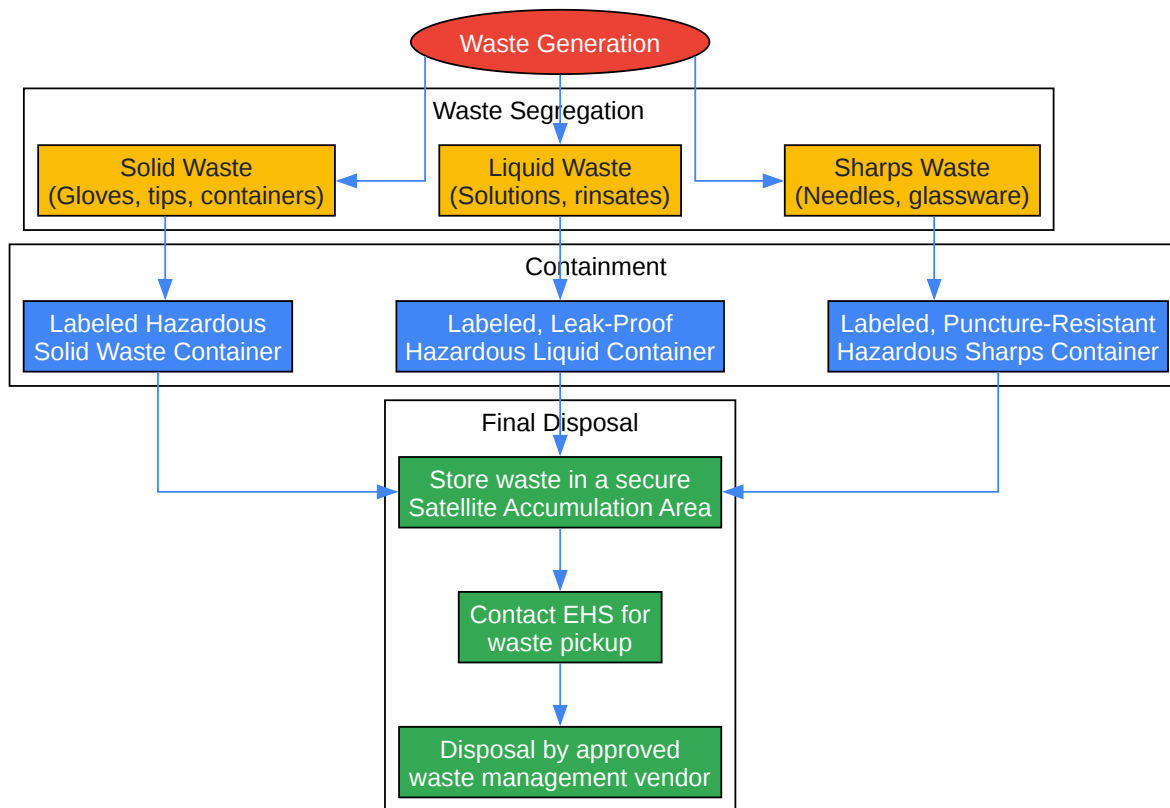 Waste Generation
Waste Segregation
Solid Waste
(Gloves, tips, containers)
Liquid Waste
(Solutions, rinsates)
Sharps Waste
(Needles, glassware)
Containment
Labeled Hazardous
Solid Waste Container
Labeled, Leak-Proof
Hazardous Liquid Container
Labeled, Puncture-Resistant
Hazardous Sharps Container
Final Disposal
Store waste in a secure
Satellite Accumulation Area
Contact EHS for
waste pickup
Disposal by approved
waste management vendor